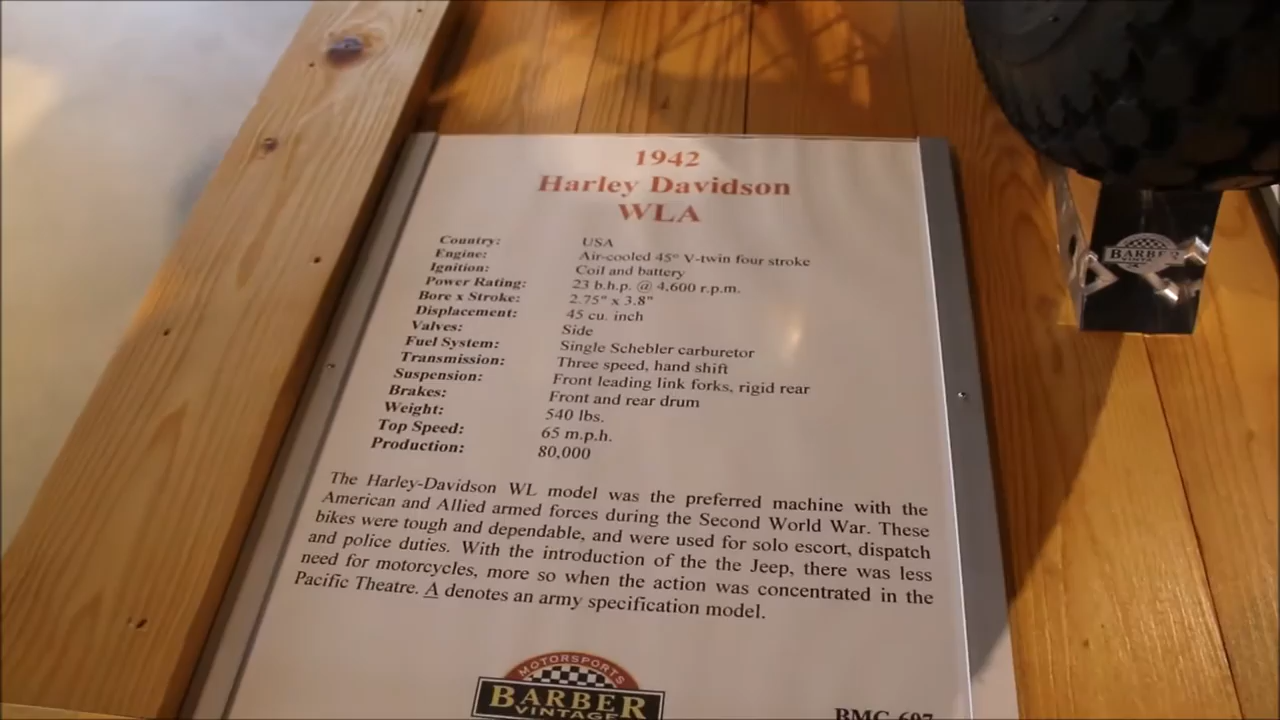 1942
Harley Davidson
WLA
Country: USA
Engine: Air-cooled 45° V-twin four stroke
Ignition: Coil and battery
Power Rating: 23 b.h.p. @ 4,600 r.p.m.
Bore x Stroke: 2.75" x 3.8"
Displacement: 45 cu. inch
Valves: Side
Fuel System: Single Schebler carburetor
Transmission: Three speed, hand shift
Suspension: Front leading link forks, rigid rear
Brakes: Front and rear drum
Weight: 540 lbs.
Top Speed: 65 m.p.h.
Production: 80,000
The Harley-Davidson WL model was the preferred machine with the
American and Allied armed forces during the Second World War. These
bikes were tough and dependable, and were used for solo escort, dispatch
and police duties. With the introduction of the the Jeep, there was less
need for motorcycles, more so when the action was concentrated in the
Pacific Theatre. A denotes an army specification model.
MOTORSPORTS
BARBER
VINTAGE
BMC-697
BARBER